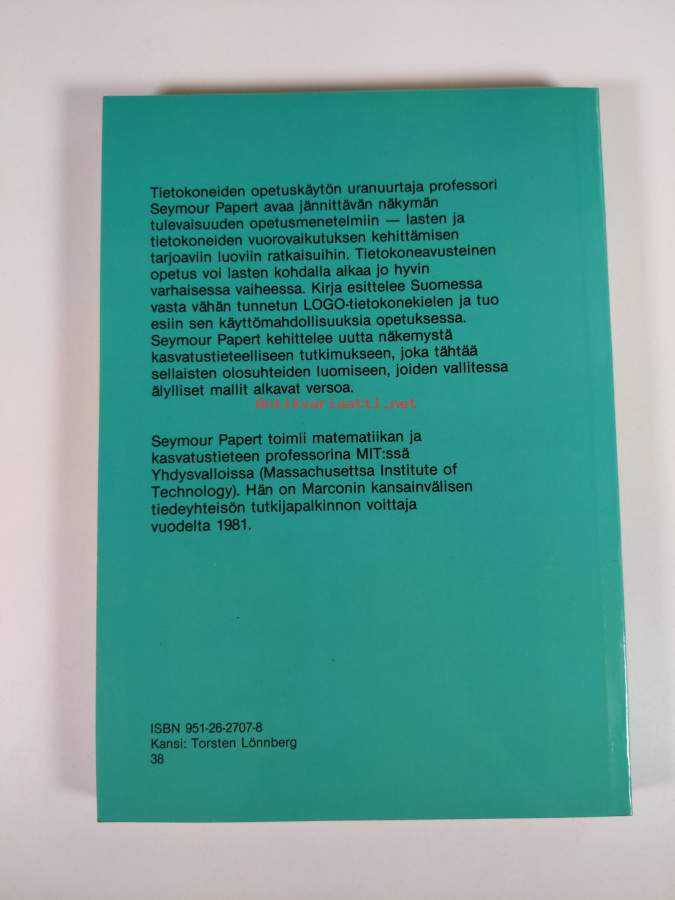 Tietokoneiden opetuskäytön uranuurtaja professori
Seymour Papert avaa jännittävän näkymän
tulevaisuuden opetusmenetelmiin — lasten ja
tietokoneiden vuorovaikutuksen kehittämisen
tarjoaviin luoviin ratkaisuihin. Tietokoneavusteinen
opetus voi lasten kohdalla alkaa jo hyvin
varhaisessa vaiheessa. Kirja esittelee Suomessa
vasta vähän tunnetun LOGO-tietokonekielen ja tuo
esiin sen käyttömahdollisuuksia opetuksessa.
Seymour Papert kehittelee uutta näkemystä
kasvatustieteelliseen tutkimukseen, joka tähtää
sellaisten olosuhteiden luomiseen, joiden vallitessa
älylliset mallit alkavat versoa.
Antikvariaatti.net
Seymour Papert toimii matematiikan ja
kasvatustieteen professorina MIT:ssä
Yhdysvalloissa (Massachusettsa Institute of
Technology). Hän on Marconin kansainvälisen
tiedeyhteisön tutkijapalkinnon voittaja
vuodelta 1981.
ISBN 951-26-2707-8
Kansi: Torsten Lönnberg
38